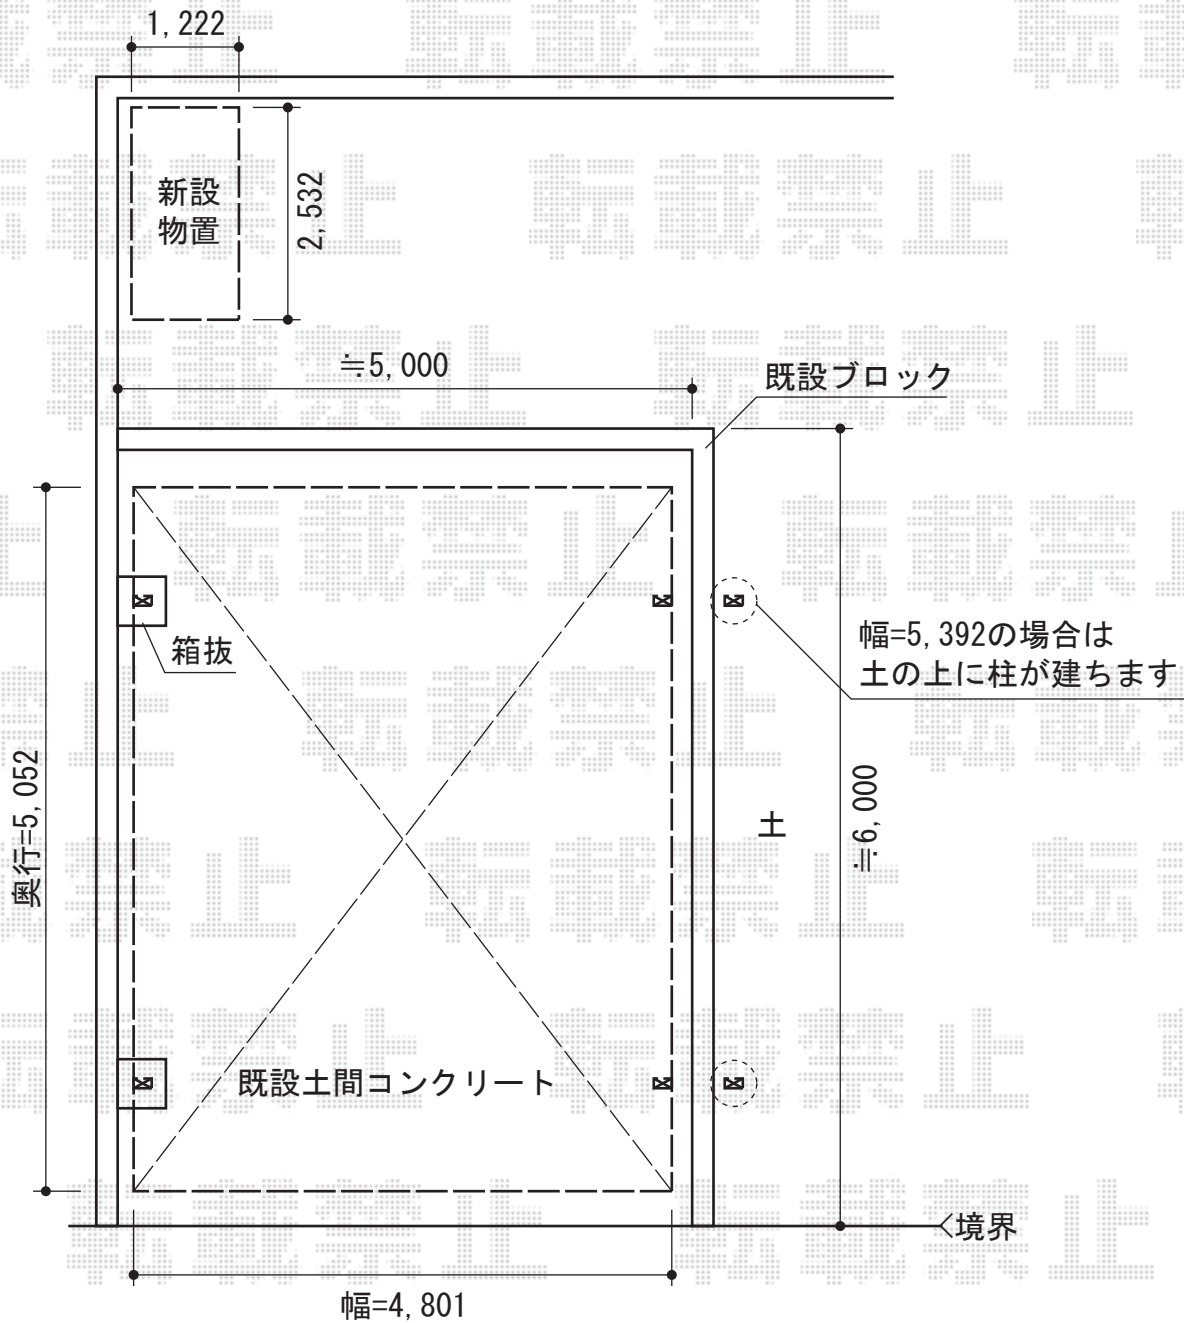 1,222
新設
物置
2,532
≒5,000
既設ブロック
箱抜
幅=5,392の場合は
土の上に柱が建ちます
奥行=5,052
土
≒6,000
既設土間コンクリート
境界
幅=4,801
転載禁止